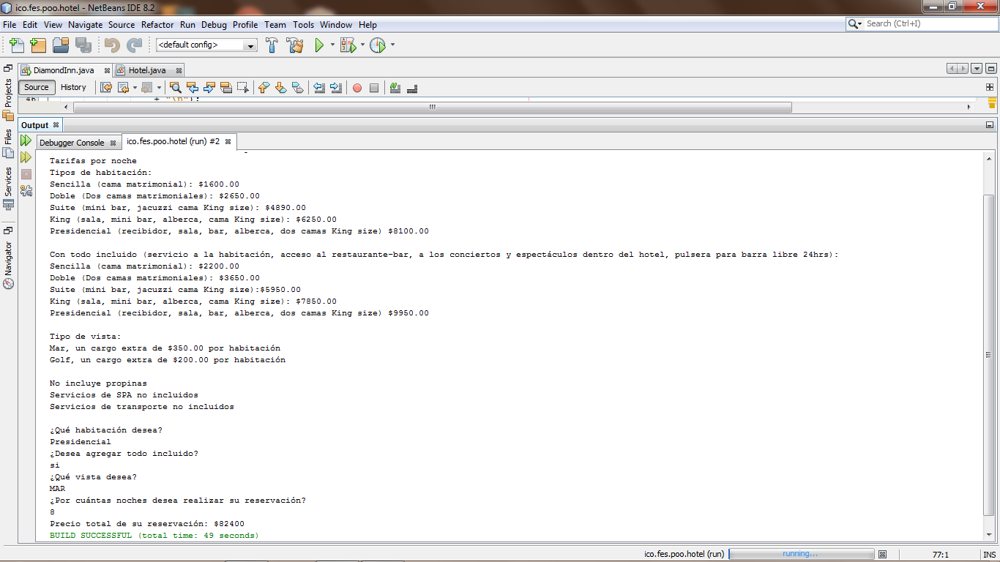 ico.fes.poo.hotel - NetBeans IDE 8.2
File Edit View Navigate Source Refactor Run Debug Profile Team Tools Window Help
Search (Ctrl+I)
<default config>
DiamondInn.java Hotel.java
Source History
46 + "\n");
Projects
Files
Services
Navigator
Output
Debugger Console ico.fes.poo.hotel (run) #2
Tarifas por noche
Tipos de habitación:
Sencilla (cama matrimonial): $1600.00
Doble (Dos camas matrimoniales): $2650.00
Suite (mini bar, jacuzzi cama King size): $4890.00
King (sala, mini bar, alberca, cama King size): $6250.00
Presidencial (recibidor, sala, bar, alberca, dos camas King size) $8100.00
Con todo incluido (servicio a la habitación, acceso al restaurante-bar, a los conciertos y espectáculos dentro del hotel, pulsera para barra libre 24hrs):
Sencilla (cama matrimonial): $2200.00
Doble (Dos camas matrimoniales): $3650.00
Suite (mini bar, jacuzzi cama King size):$5950.00
King (sala, mini bar, alberca, cama King size): $7850.00
Presidencial (recibidor, sala, bar, alberca, dos camas King size) $9950.00
Tipo de vista:
Mar, un cargo extra de $350.00 por habitación
Golf, un cargo extra de $200.00 por habitación
No incluye propinas
Servicios de SPA no incluidos
Servicios de transporte no incluidos
¿Qué habitación desea?
Presidencial
¿Desea agregar todo incluido?
si
¿Qué vista desea?
MAR
¿Por cuántas noches desea realizar su reservación?
8
Precio total de su reservación: $82400
BUILD SUCCESSFUL (total time: 49 seconds)
ico.fes.poo.hotel (run) running... 77:1 INS